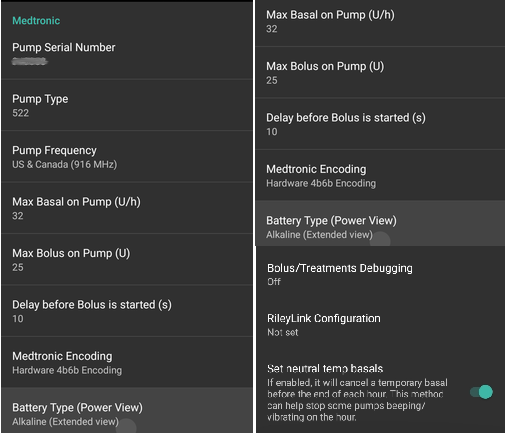 Medtronic
Pump Serial Number
Pump Type
522
Pump Frequency
US & Canada (916 MHz)
Max Basal on Pump (U/h)
32
Max Bolus on Pump (U)
25
Delay before Bolus is started (s)
10
Medtronic Encoding
Hardware 4b6b Encoding
Battery Type (Power View)
Alkaline (Extended view)
Max Basal on Pump (U/h)
32
Max Bolus on Pump (U)
25
Delay before Bolus is started (s)
10
Medtronic Encoding
Hardware 4b6b Encoding
Battery Type (Power View)
Alkaline (Extended view)
Bolus/Treatments Debugging
Off
RileyLink Configuration
Not set
Set neutral temp basals
If enabled, it will cancel a temporary basal
before the end of each hour. This method
can help stop some pumps beeping/
vibrating on the hour.